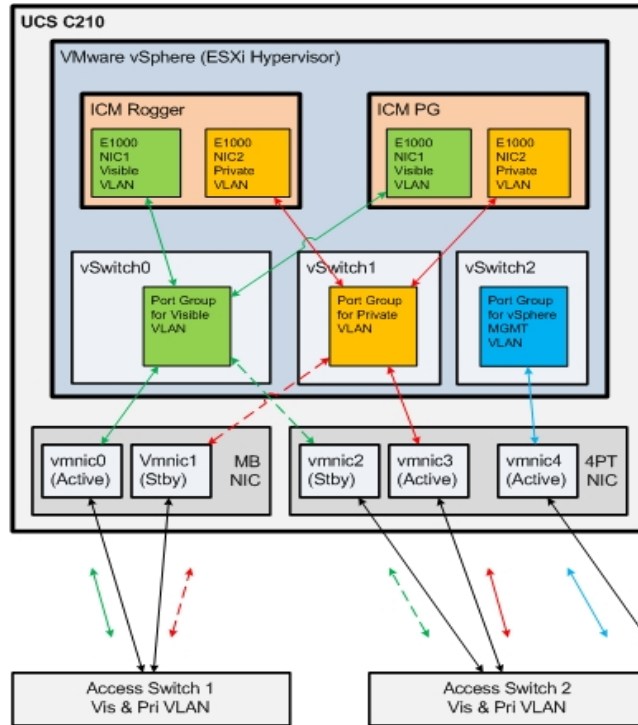 UCS C210
VMware vSphere (ESXi Hypervisor)
ICM Rogger
E1000
NIC1
Visible
VLAN
E1000
NIC2
Private
VLAN
ICM PG
E1000
NIC1
Visible
VLAN
E1000
NIC2
Private
VLAN
vSwitch0
Port Group
for Visible
VLAN
vSwitch1
Port Group
for Private
VLAN
vSwitch2
Port Group
for vSphere
MGMT
VLAN
vmnic0
(Active)
Vmnic1
(Stby)
MB
NIC
vmnic2
(Stby)
vmnic3
(Active)
vmnic4
(Active)
4PT
NIC
Access Switch 1
Vis & Pri VLAN
Access Switch 2
Vis & Pri VLAN